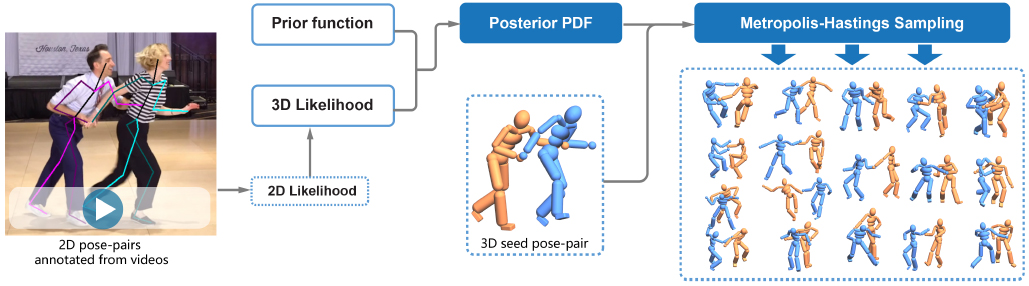 Prior function
Posterior PDF
Metropolis-Hastings Sampling
Houston, Texas
3D Likelihood
2D Likelihood
2D pose-pairs
annotated from videos
3D seed pose-pair